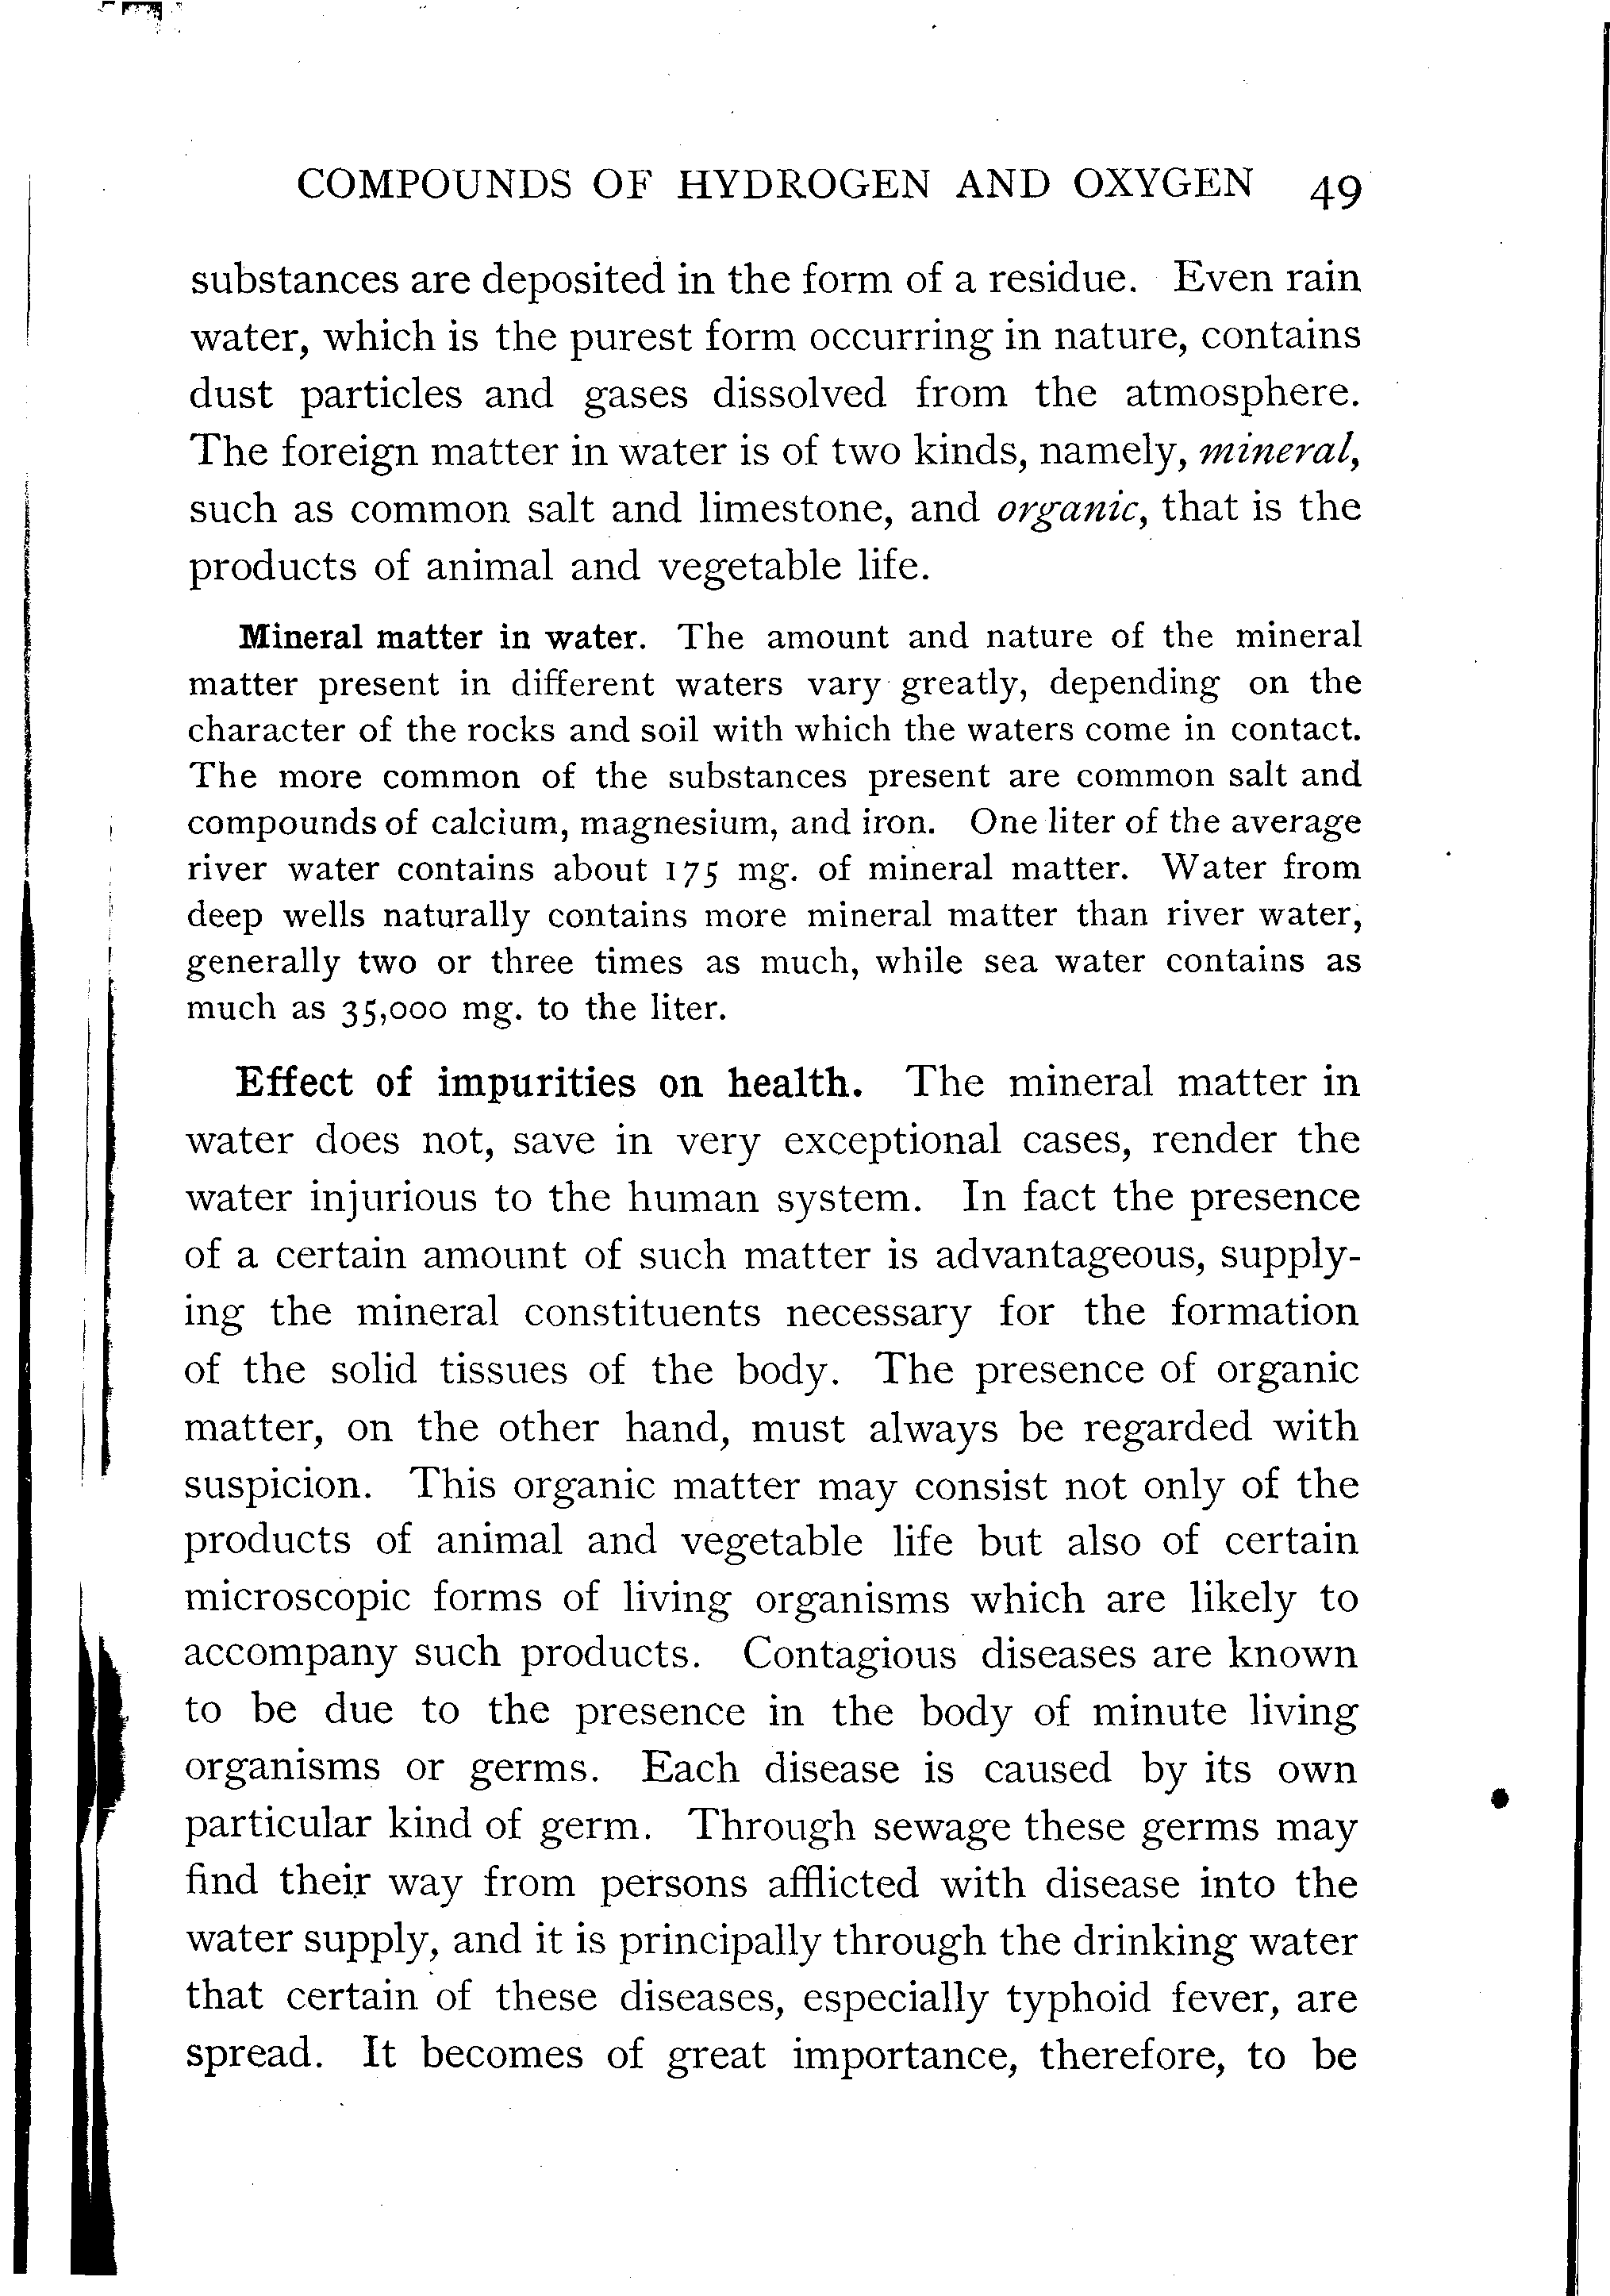 COMPOUNDS OF HYDROGEN AND OXYGEN 49
substances are deposited in the form of a residue. Even rain
water, which is the purest form occurring in nature, contains
dust particles and gases dissolved from the atmosphere.
The foreign matter in water is of two kinds, namely, mineral,
such as common salt and limestone, and organic, that is the
products of animal and vegetable life.
Mineral matter in water. The amount and nature of the mineral
matter present in different waters vary greatly, depending on the
character of the rocks and soil with which the waters come in contact.
The more common of the substances present are common salt and
compounds of calcium, magnesium, and iron. One liter of the average
river water contains about 175 mg. of mineral matter. Water from
deep wells naturally contains more mineral matter than river water,
generally two or three times as much, while sea water contains as
much as 35,000 mg. to the liter.
Effect of impurities on health. The mineral matter in
water does not, save in very exceptional cases, render the
water injurious to the human system. In fact the presence
of a certain amount of such matter is advantageous, supply-
ing the mineral constituents necessary for the formation
of the solid tissues of the body. The presence of organic
matter, on the other hand, must always be regarded with
suspicion. This organic matter may consist not only of the
products of animal and vegetable life but also of certain
microscopic forms of living organisms which are likely to
accompany such products. Contagious diseases are known
to be due to the presence in the body of minute living
organisms or germs. Each disease is caused by its own
particular kind of germ. Through sewage these germs may
find their way from persons afflicted with disease into the
water supply, and it is principally through the drinking water
that certain of these diseases, especially typhoid fever, are
spread. It becomes of great importance, therefore, to be